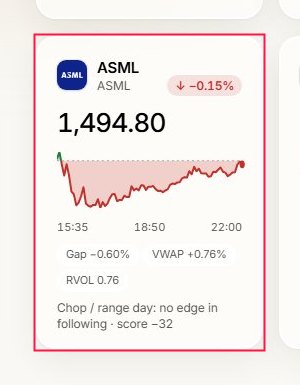 ASML
ASML
ASML
↓ −0.15%
1,494.80
15:35 18:50 22:00
Gap −0.60% VWAP +0.76%
RVOL 0.76
Chop / range day: no edge in
following · score −32